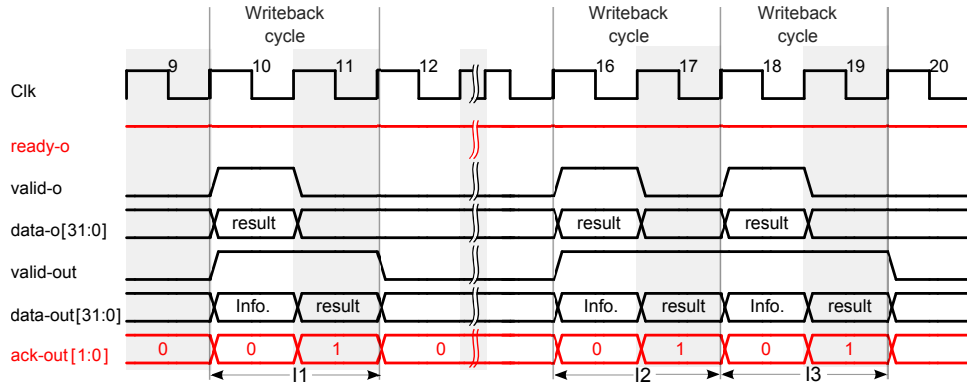 Writeback cycle
Writeback cycle
Writeback cycle
Clk 9 10 11 12 16 17 18 19 20
ready-o
valid-o
data-o[31:0] result result result
valid-out
data-out[31:0] Info. result Info. result Info. result
ack-out[1:0] 0 0 1 0 0 1 0 1
I1 I2 I3